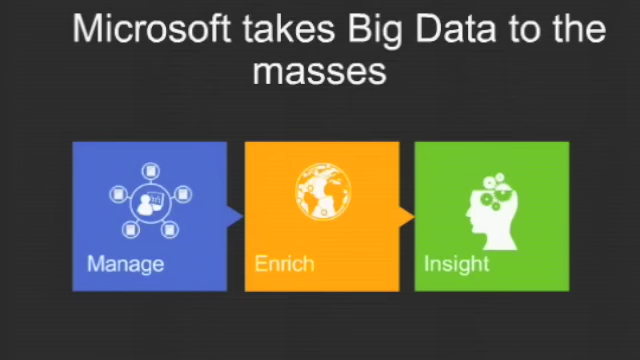 Microsoft takes Big Data to the
masses
Manage
Enrich
Insight